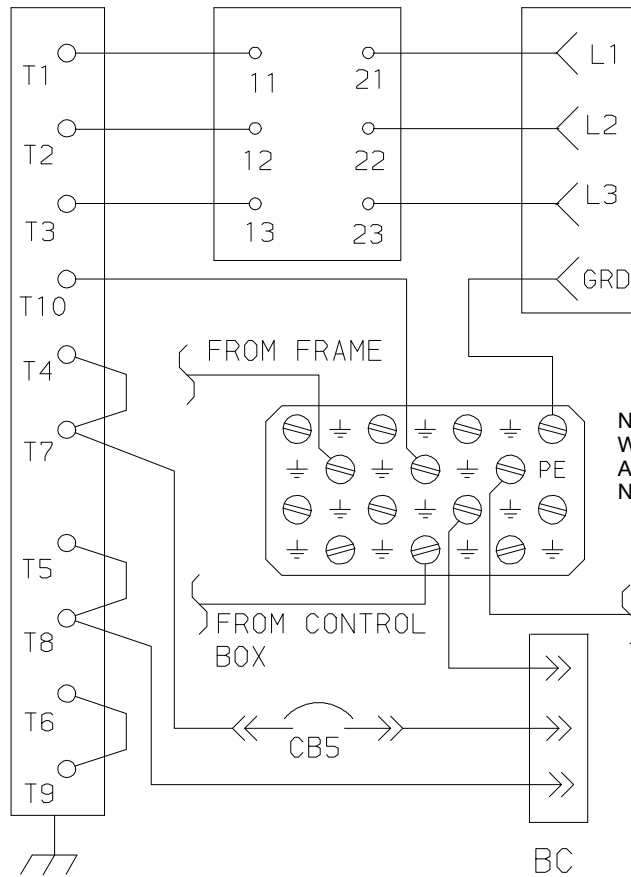 T1
11
21
L1
T2
12
22
L2
T3
13
23
L3
T10
GRD
T4
FROM FRAME
T7
N
W
A
N
PE
T5
T8
FROM CONTROL
BOX
T6
CB5
T9
BC